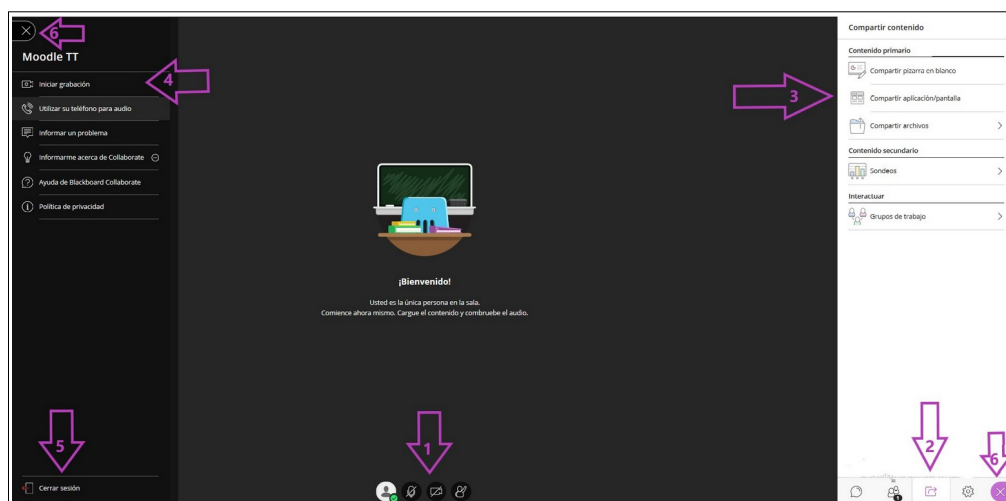 6
Moodle TT
Iniciar grabación
4
Utilizar su teléfono para audio
Informar un problema
Informarme acerca de Collaborate
Ayuda de Blackboard Collaborate
Política de privacidad
5
Cerrar sesión
¡Bienvenido!
Usted es la única persona en la sala.
Comience ahora mismo. Cargue el contenido y combruebe el audio.
1
Compartir contenido
Contenido primario
Compartir pizarra en blanco
3
Compartir aplicación/pantalla
Compartir archivos
Contenido secundario
Sondeos
Interactuar
Grupos de trabajo
2
6
1